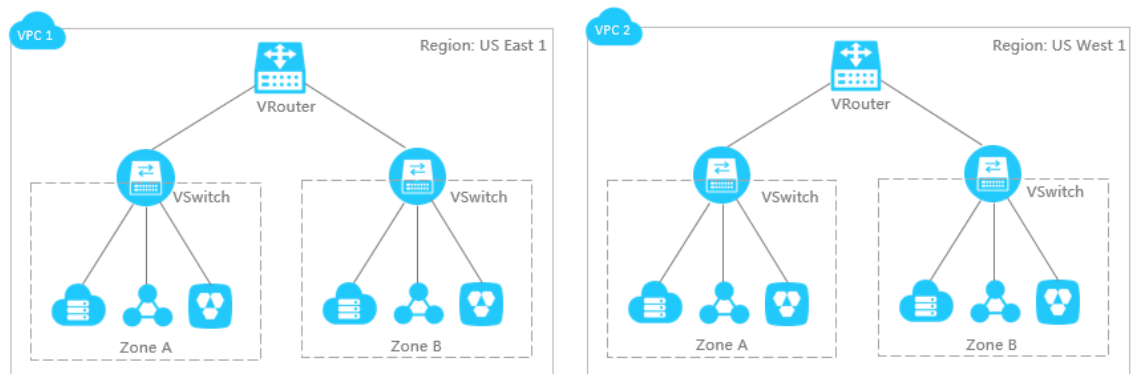 VPC 1
Region: US East 1
VRouter
VSwitch
VSwitch
Zone A
Zone B
VPC 2
Region: US West 1
VRouter
VSwitch
VSwitch
Zone A
Zone B